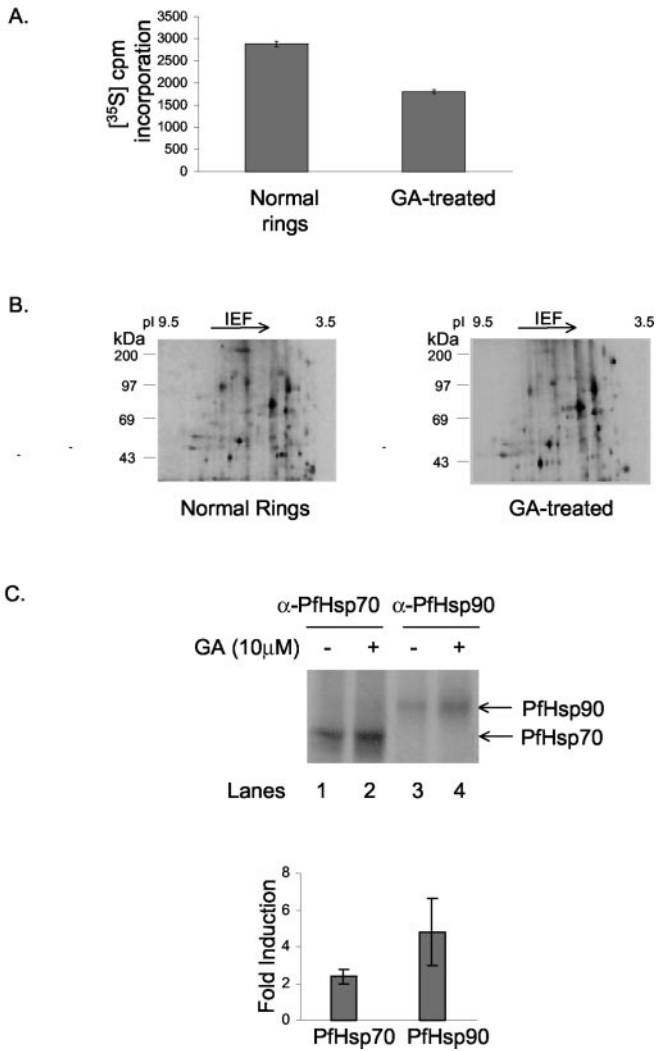 A.
[³⁵S] cpm
incorporation
3500
3000
2500
2000
1500
1000
500
0
Normal
rings
GA-treated
B.
pI 9.5 IEF 3.5
kDa
200
97
69
43
Normal Rings
pI 9.5 IEF 3.5
kDa
200
97
69
43
GA-treated
C.
α-PfHsp70 α-PfHsp90
GA (10μM) - + - +
PfHsp90
PfHsp70
Lanes 1 2 3 4
Fold Induction
8
6
4
2
0
PfHsp70 PfHsp90